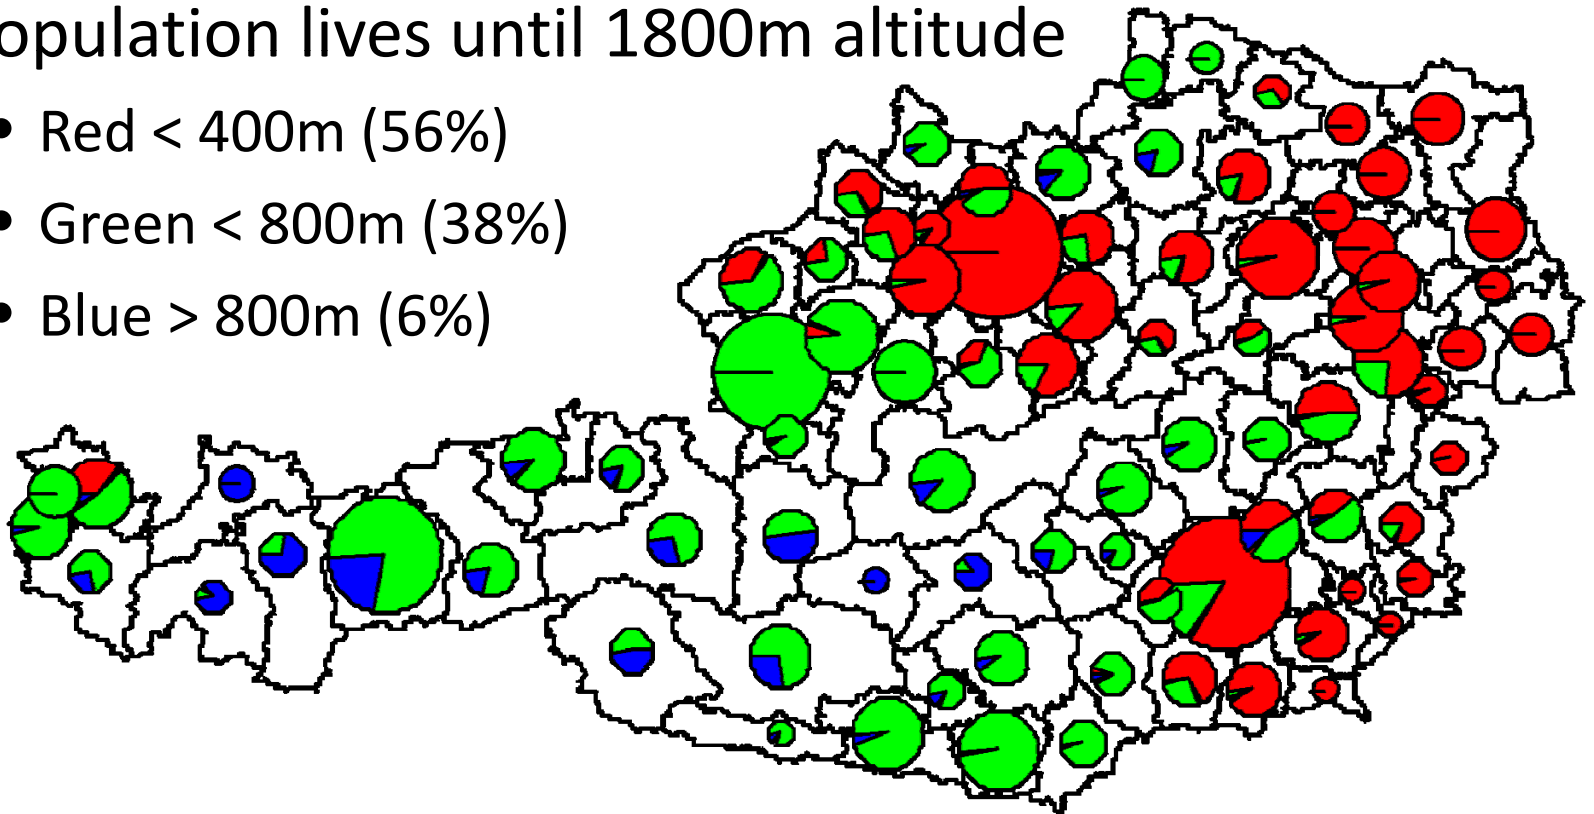 opulation lives until 1800m altitude
• Red < 400m (56%)
• Green < 800m (38%)
• Blue > 800m (6%)